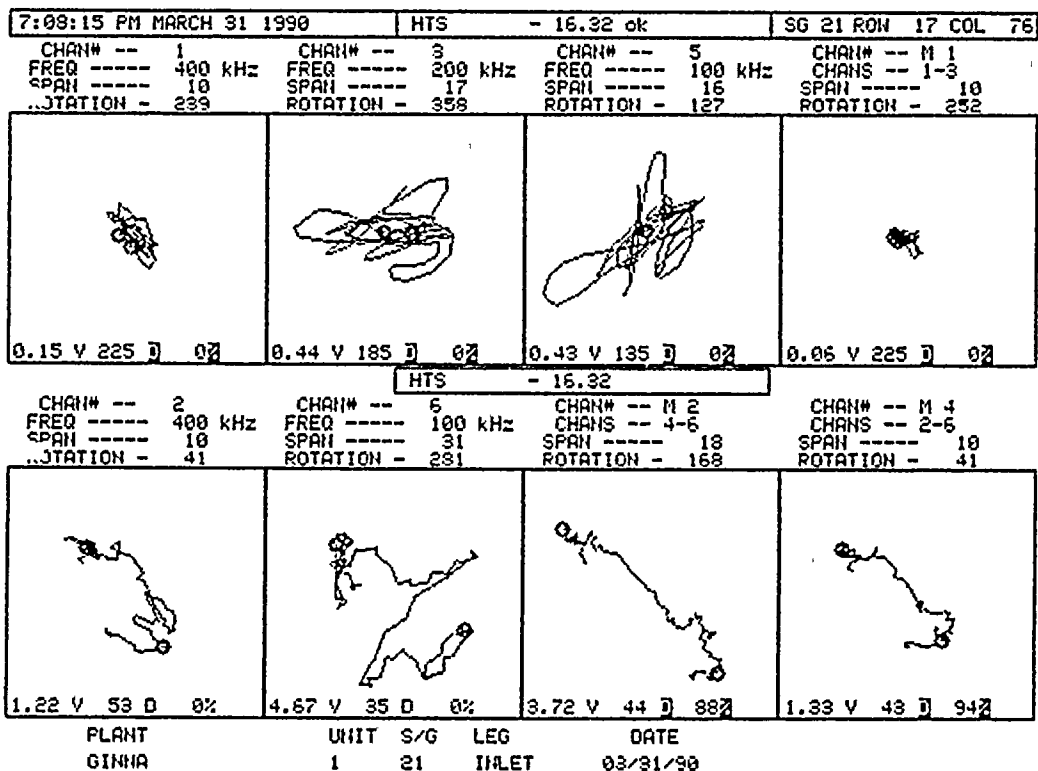 7:08:15 PM MARCH 31 1990 HTS - 16.32 ok SG 21 ROW 17 COL 76
CHAN# -- 1 CHAN# -- 3 CHAN# -- 5 CHAN# -- M 1
FREQ ----- 400 kHz FREQ ----- 200 kHz FREQ ----- 100 kHz CHANS -- 1-3
SPAN ----- 10 SPAN ----- 17 SPAN ----- 16 SPAN ----- 10
..OTATION - 239 ROTATION - 358 ROTATION - 127 ROTATION - 252
0.15 V 225 D 0% 0.44 V 185 D 0% 0.43 V 135 D 0% 0.06 V 225 D 0%
HTS - 16.32
CHAN# -- 2 CHAN# -- 6 CHAN# -- M 2 CHAN# -- M 4
FREQ ----- 400 kHz FREQ ----- 100 kHz CHANS -- 4-6 CHANS -- 2-6
SPAN ----- 10 SPAN ----- 31 SPAN ----- 18 SPAN ----- 10
..OTATION - 41 ROTATION - 231 ROTATION - 168 ROTATION - 41
1.22 V 53 D 0% 4.67 V 35 D 0% 3.72 V 44 D 88% 1.33 V 43 D 94%
PLANT UNIT S/G LEG DATE
GINNA 1 21 INLET 03/31/90